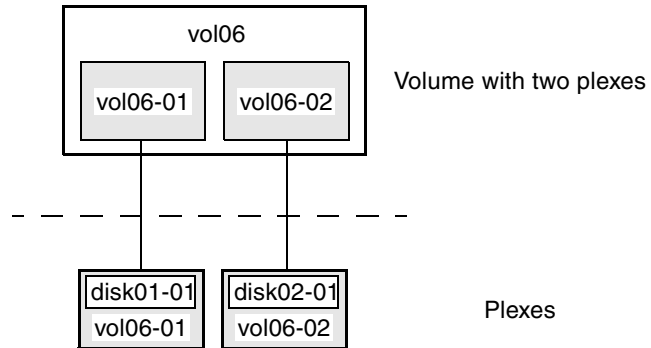 vol06
vol06-01
vol06-02
Volume with two plexes
disk01-01
vol06-01
disk02-01
vol06-02
Plexes